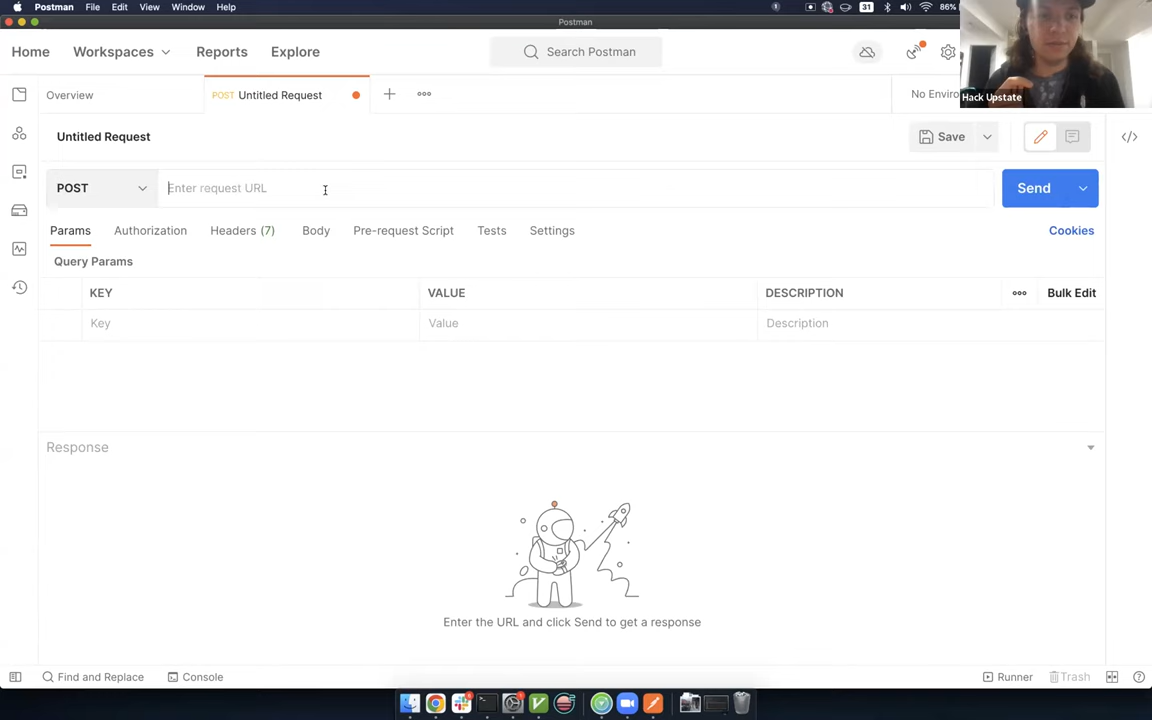 Postman File Edit View Window Help 31 86%
Postman
Home Workspaces Reports Explore Search Postman
Overview POST Untitled Request No Enviro
Hack Upstate
Untitled Request Save
POST Enter request URL Send
Params Authorization Headers (7) Body Pre-request Script Tests Settings Cookies
Query Params
KEY VALUE DESCRIPTION Bulk Edit
Key Value Description
Response
Enter the URL and click Send to get a response
Find and Replace Console Runner Trash